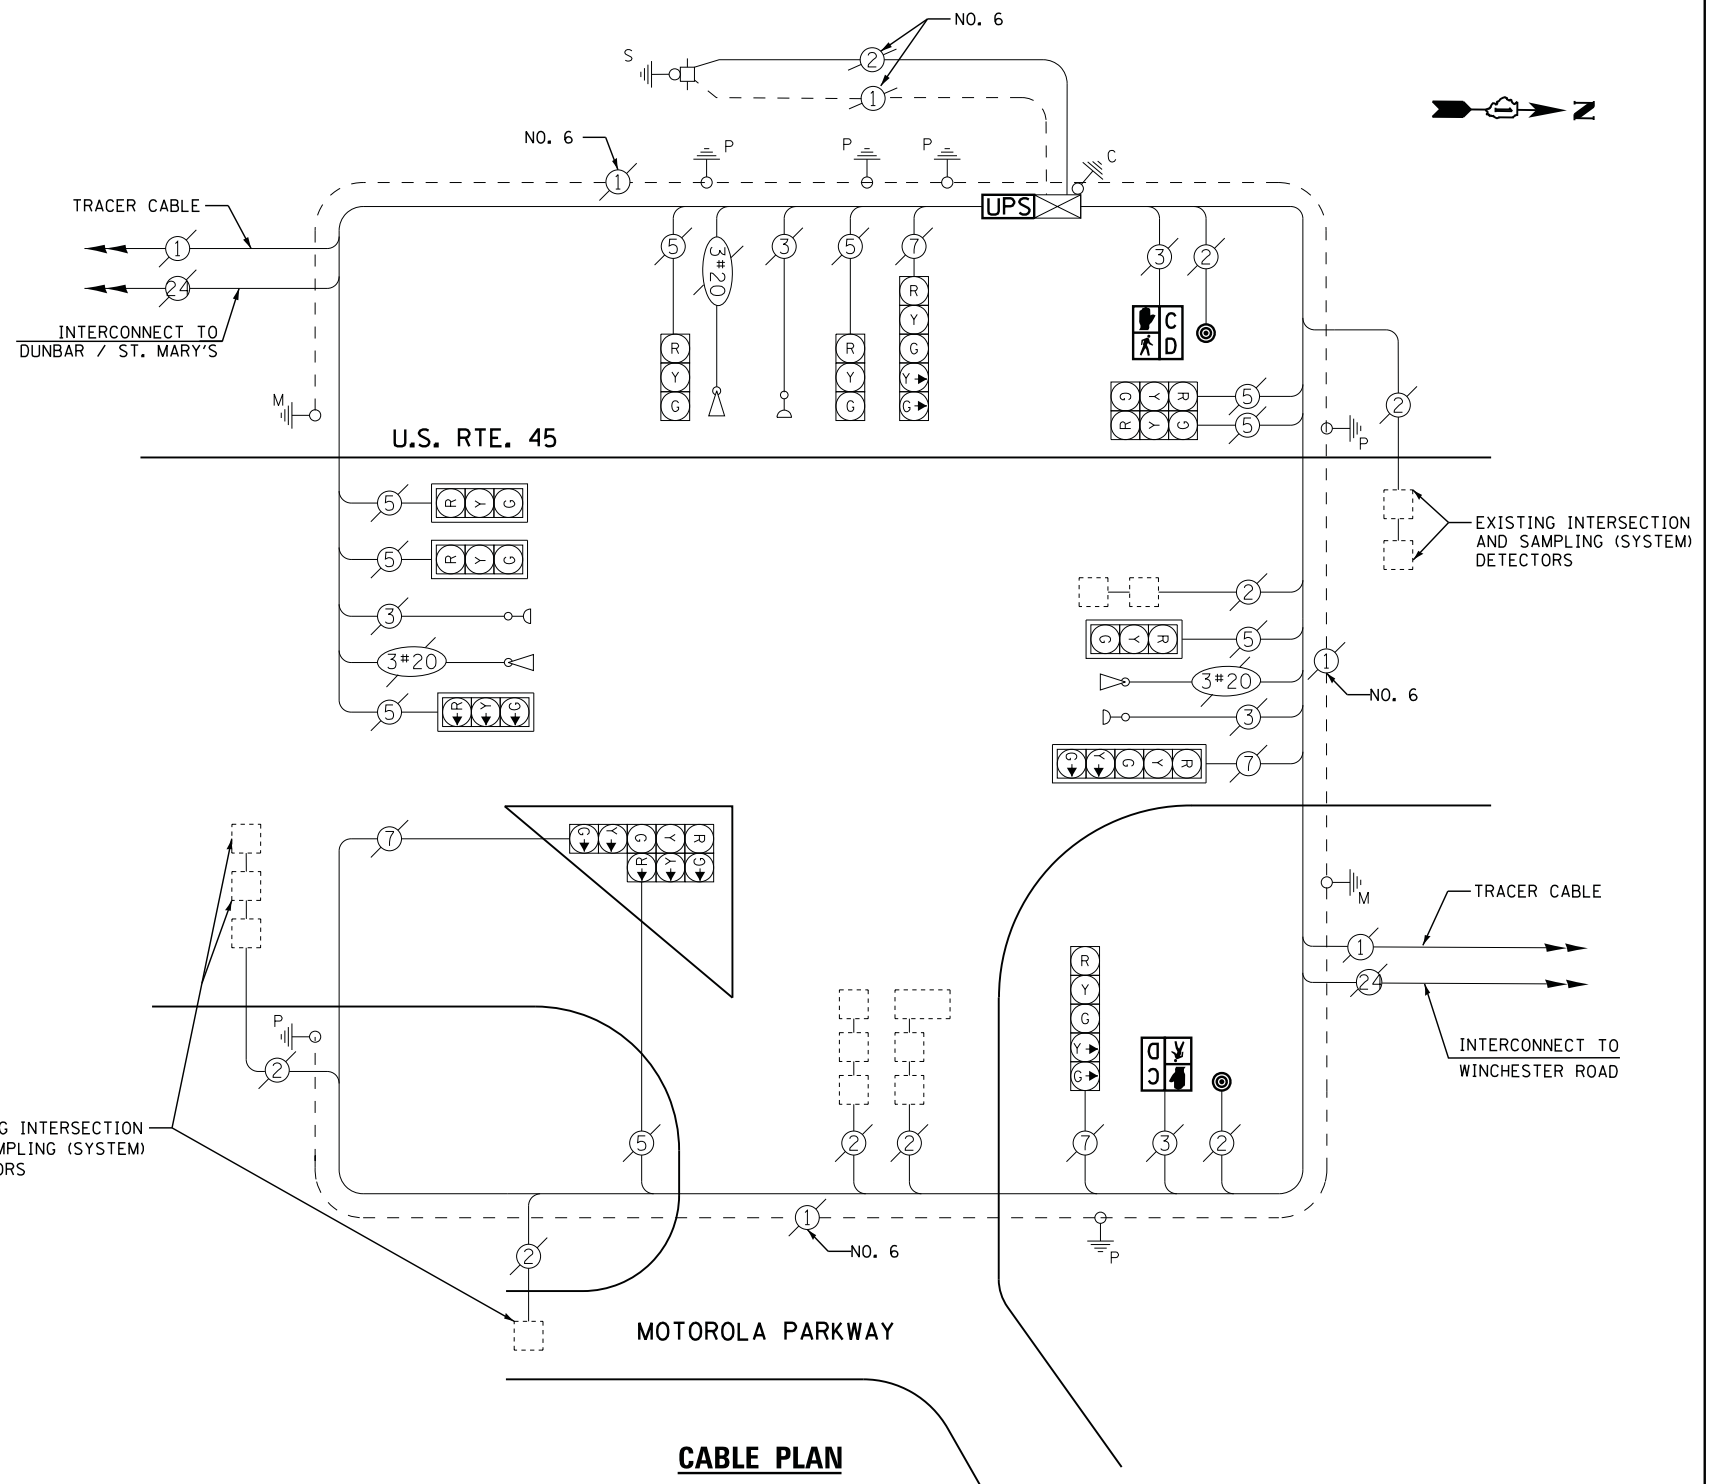 NO. 6
S
2
1
N
NO. 6
P
P
P
C
1
TRACER CABLE
UPS
1
5
3#20
3
5
7
3
2
24
INTERCONNECT TO
DUNBAR / ST. MARY'S
R
Y
G
R
Y
G
R
Y
G
Y
G
C
D
M
G Y R
5
R Y G
5
2
P
U.S. RTE. 45
5
R Y G
5
R Y G
3
3#20
5
R Y G
EXISTING INTERSECTION
AND SAMPLING (SYSTEM)
DETECTORS
2
G Y R
5
3#20
3
G Y G Y R
7
1
NO. 6
7
G Y G Y R
R Y G
M
TRACER CABLE
1
24
INTERCONNECT TO
WINCHESTER ROAD
P
2
R
Y
G
Y
G
D
C
G INTERSECTION
MPLING (SYSTEM)
ORS
5
2
2
7
3
2
1
NO. 6
P
2
MOTOROLA PARKWAY
CABLE PLAN